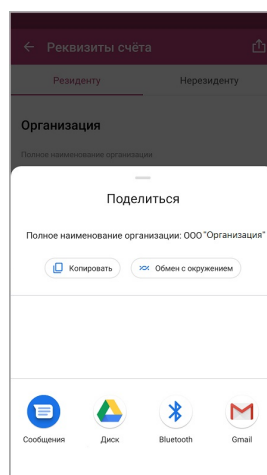 Реквизиты счёта
Резиденту Нерезиденту
Организация
Полное наименование организации
Поделиться
Полное наименование организации: ООО "Организация"
Копировать Обмен с окружением
Сообщения Диск Bluetooth Gmail